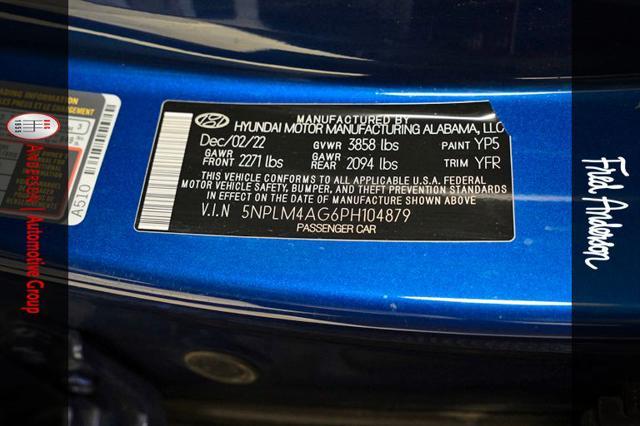 MANUFACTURED BY
HYUNDAI MOTOR MANUFACTURING ALABAMA, LLC
Dec/02/22 GVWR 3858 lbs PAINT YP5
GAWR FRONT 2271 lbs GAWR REAR 2094 lbs TRIM YFR
THIS VEHICLE CONFORMS TO ALL APPLICABLE U.S.A. FEDERAL
MOTOR VEHICLE SAFETY, BUMPER, AND THEFT PREVENTION STANDARDS
IN EFFECT ON THE DATE OF MANUFACTURE SHOWN ABOVE
V.I.N 5NPLM4AG6PH104879
PASSENGER CAR
A510
ANDERSEN | Automotive Group
Fred Anderson